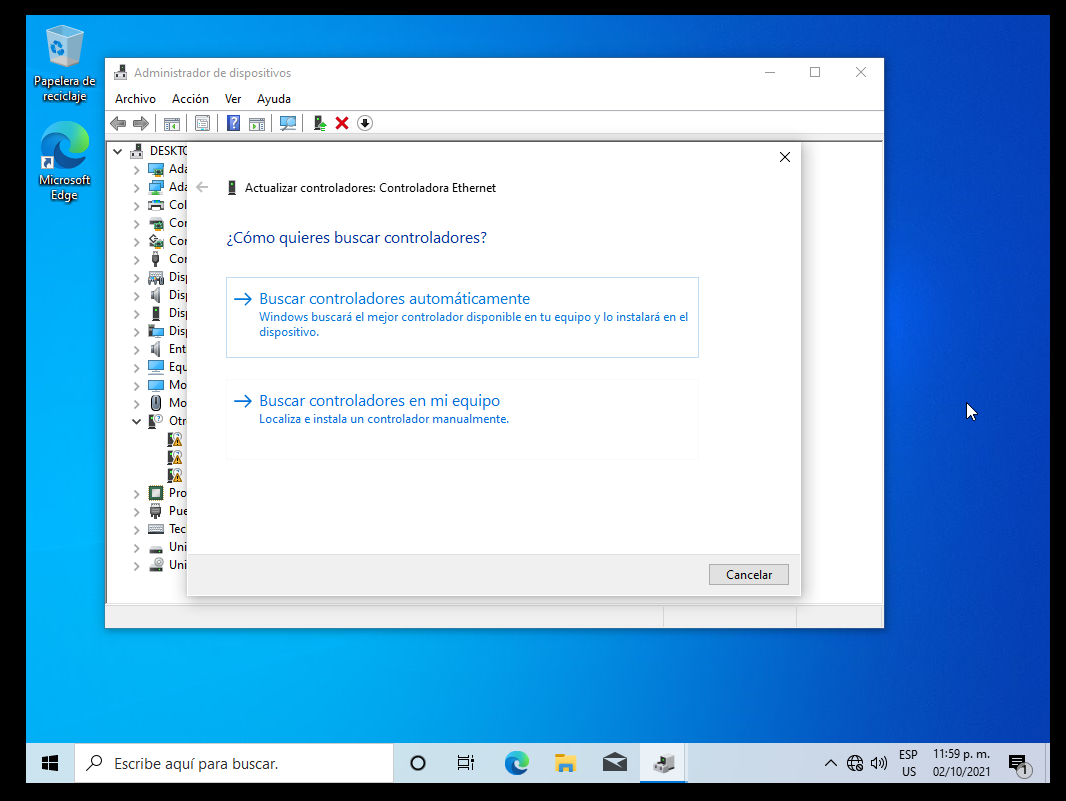 Papelera de
reciclaje
Microsoft
Edge
Administrador de dispositivos
Archivo Acción Ver Ayuda
DESKTO
Ada
Ada
Col
Con
Con
Con
Disp
Disp
Disp
Disp
Ent
Equ
Mo
Mo
Otr
Pro
Pue
Tec
Uni
Uni
Actualizar controladores: Controladora Ethernet
¿Cómo quieres buscar controladores?
Buscar controladores automáticamente
Windows buscará el mejor controlador disponible en tu equipo y lo instalará en el
dispositivo.
Buscar controladores en mi equipo
Localiza e instala un controlador manualmente.
Cancelar
Escribe aquí para buscar.
ESP
US
11:59 p. m.
02/10/2021
1